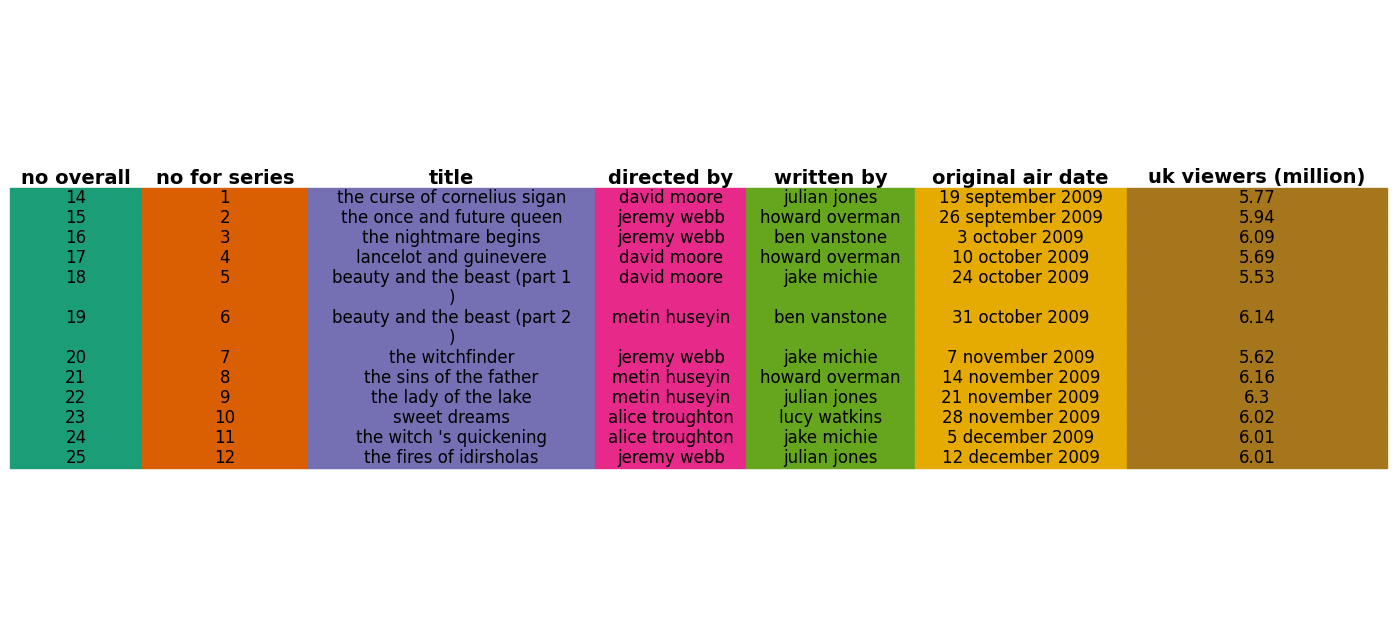 no overall no for series title directed by written by original air date uk viewers (million)
14 1 the curse of cornelius sigan david moore julian jones 19 september 2009 5.77
15 2 the once and future queen jeremy webb howard overman 26 september 2009 5.94
16 3 the nightmare begins jeremy webb ben vanstone 3 october 2009 6.09
17 4 lancelot and guinevere david moore howard overman 10 october 2009 5.69
18 5 beauty and the beast (part 1 david moore jake michie 24 october 2009 5.53
)
19 6 beauty and the beast (part 2 metin huseyin ben vanstone 31 october 2009 6.14
)
20 7 the witchfinder jeremy webb jake michie 7 november 2009 5.62
21 8 the sins of the father metin huseyin howard overman 14 november 2009 6.16
22 9 the lady of the lake metin huseyin julian jones 21 november 2009 6.3
23 10 sweet dreams alice troughton lucy watkins 28 november 2009 6.02
24 11 the witch 's quickening alice troughton jake michie 5 december 2009 6.01
25 12 the fires of idirsholas jeremy webb julian jones 12 december 2009 6.01